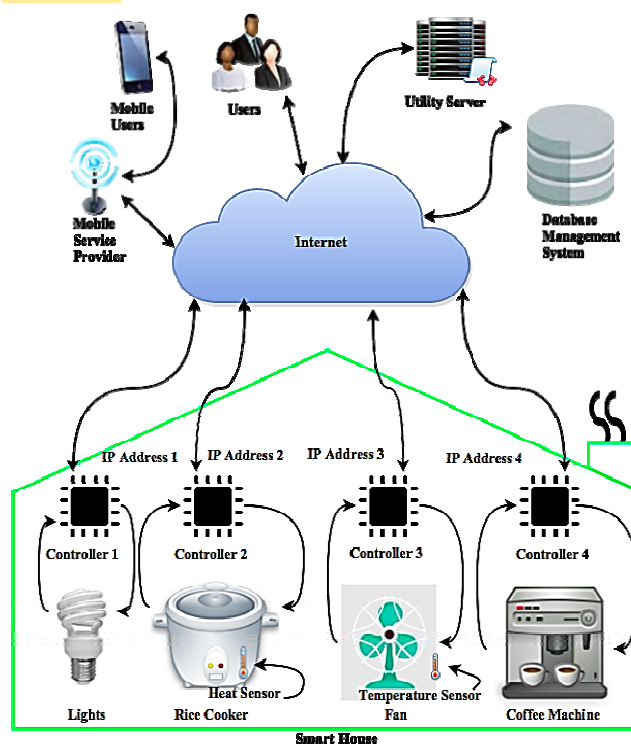 Mobile
Users
Users
Utility Server
Mobile
Service
Provider
Database
Management
System
Internet
IP Address 1
IP Address 2
IP Address 3
IP Address 4
Controller 1
Controller 2
Controller 3
Controller 4
Heat Sensor
Temperature Sensor
Lights
Rice Cooker
Fan
Coffee Machine
Smart House